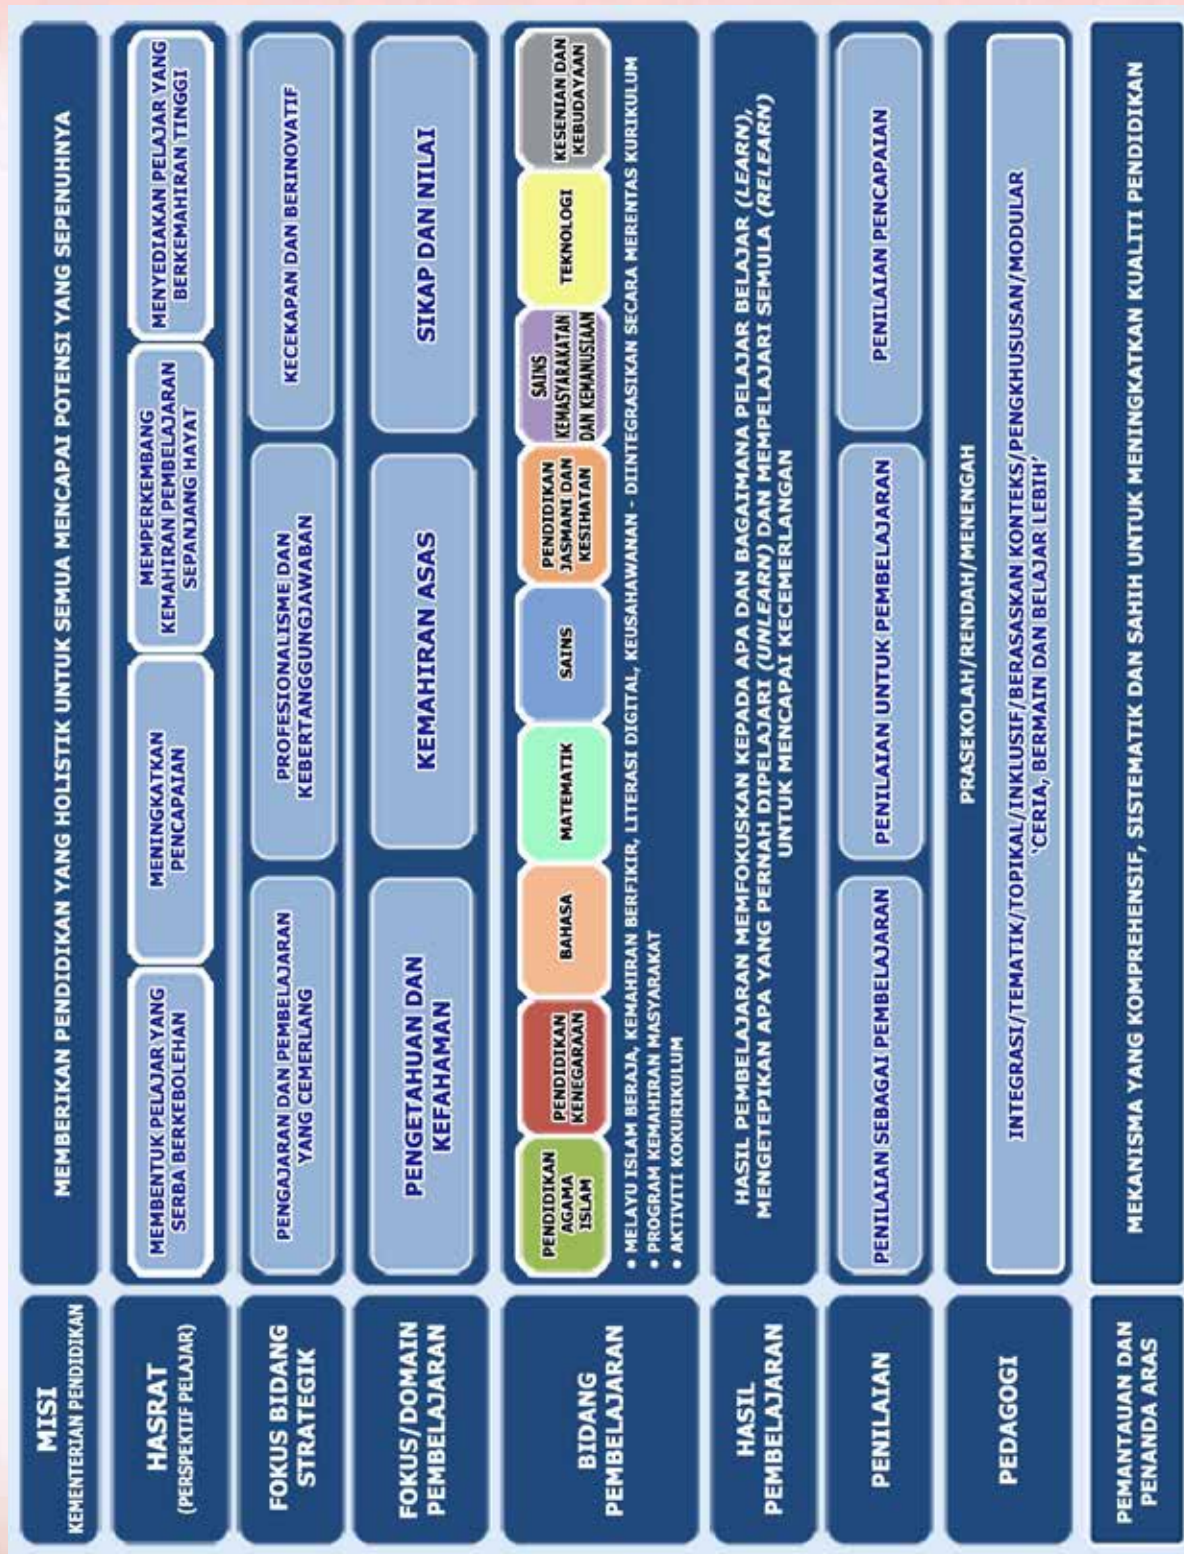 MISI
KEMENTERIAN PENDIDIKAN
MEMBERIKAN PENDIDIKAN YANG HOLISTIK UNTUK SEMUA MENCAPAI POTENSI YANG SEPENUHNYA
HASRAT
(PERSPEKTIF PELAJAR)
MEMBENTUK PELAJAR YANG
SERBA BERKEBOLEHAN
MENINGKATKAN
PENCAPAIAN
MEMPERKEMBANG
KEMAHIRAN PEMBELAJARAN
SEPANJANG HAYAT
MENYEDIAKAN PELAJAR YANG
BERKEMAHIRAN TINGGI
FOKUS BIDANG
STRATEGIK
PENGAJARAN DAN PEMBELAJARAN
YANG CEMERLANG
PROFESIONALISME DAN
KEBERTANGGUNGJAWABAN
KECEKAPAN DAN BERINOVATIF
FOKUS/DOMAIN
PEMBELAJARAN
PENGETAHUAN DAN
KEFAHAMAN
KEMAHIRAN ASAS
SIKAP DAN NILAI
BIDANG
PEMBELAJARAN
PENDIDIKAN
AGAMA
ISLAM
PENDIDIKAN
KENEGARAAN
BAHASA
MATEMATIK
SAINS
PENDIDIKAN
JASMANI DAN
KESIHATAN
SAINS
KEMASYARAKATAN
DAN KEMANUSIAAN
TEKNOLOGI
KESENIAN DAN
KEBUDAYAAN
• MELAYU ISLAM BERAJA, KEMAHIRAN BERFIKIR, LITERASI DIGITAL, KEUSAHAWANAN - DIINTEGRASIKAN SECARA MERENTAS KURIKULUM
• PROGRAM KEMAHIRAN MASYARAKAT
• AKTIVITI KOKURIKULUM
HASIL
PEMBELAJARAN
HASIL PEMBELAJARAN MEMFOKUSKAN KEPADA APA DAN BAGAIMANA PELAJAR BELAJAR (LEARN),
MENGETEPIKAN APA YANG PERNAH DIPELAJARI (UNLEARN) DAN MEMPELAJARI SEMULA (RELEARN)
UNTUK MENCAPAI KECEMERLANGAN
PENILAIAN
PENILAIAN SEBAGAI PEMBELAJARAN
PENILAIAN UNTUK PEMBELAJARAN
PENILAIAN PENCAPAIAN
PEDAGOGI
PRASEKOLAH/RENDAH/MENENGAH
INTEGRASI/TEMATIK/TOPIKAL/INKLUSIF/BERASASKAN KONTEKS/PENGKHUSUSAN/MODULAR
'CERIA, BERMAIN DAN BELAJAR LEBIH'
PEMANTAUAN DAN
PENANDA ARAS
MEKANISMA YANG KOMPREHENSIF, SISTEMATIK DAN SAHIH UNTUK MENINGKATKAN KUALITI PENDIDIKAN